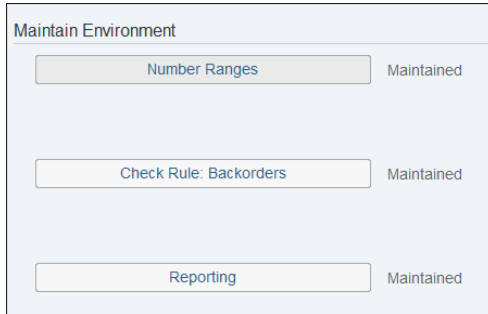 Maintain Environment
Number Ranges Maintained
Check Rule: Backorders Maintained
Reporting Maintained